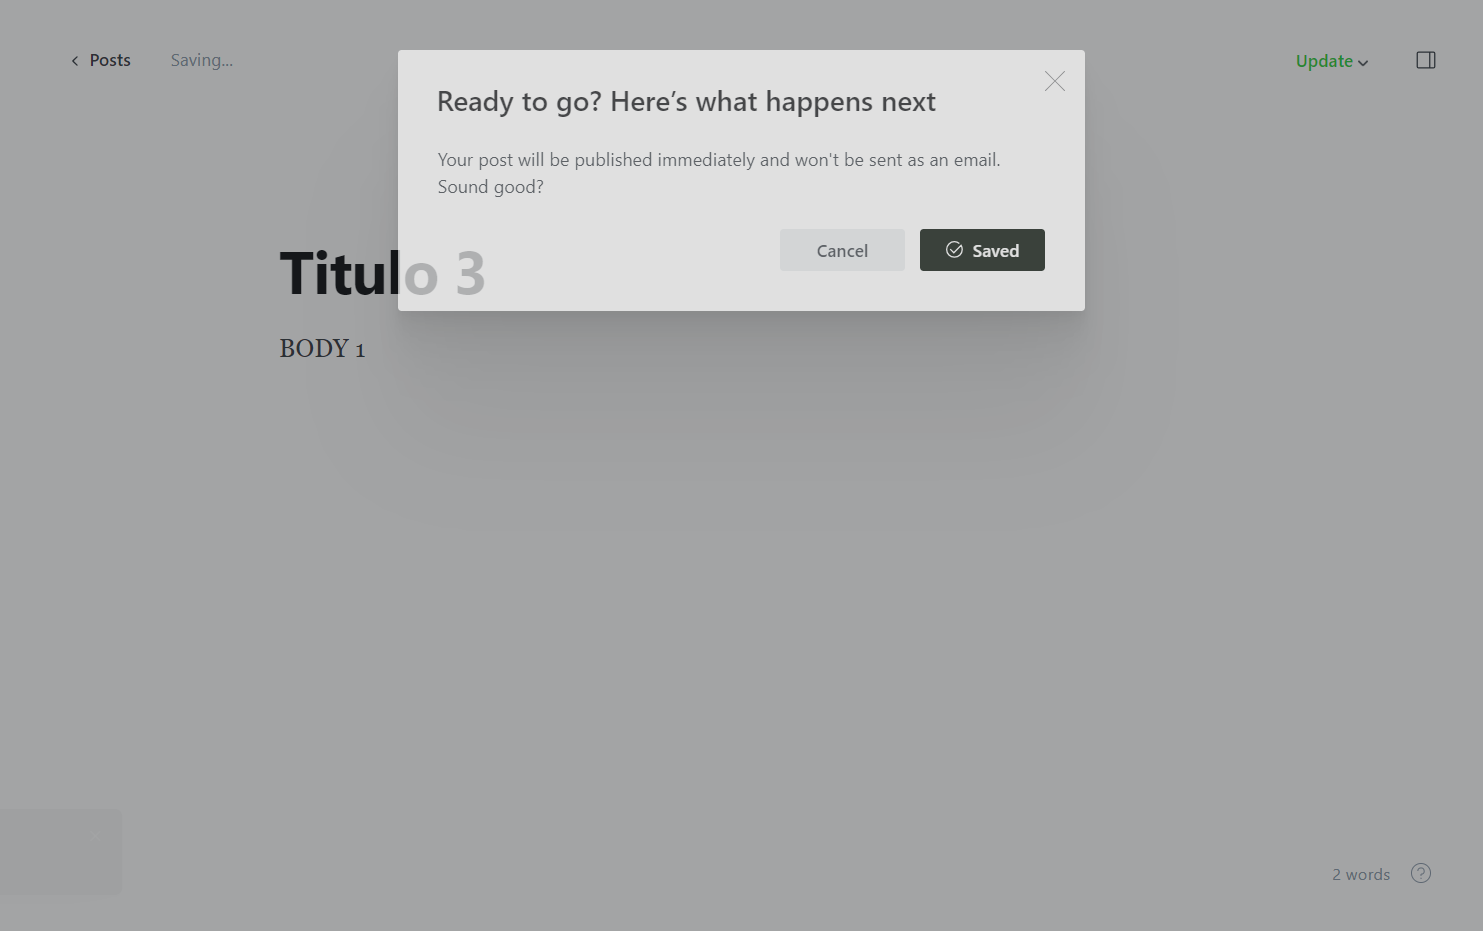 Posts
Saving...
Update
Ready to go? Here's what happens next
Your post will be published immediately and won't be sent as an email.
Sound good?
Cancel
Saved
Titulo 3
BODY 1
2 words
?